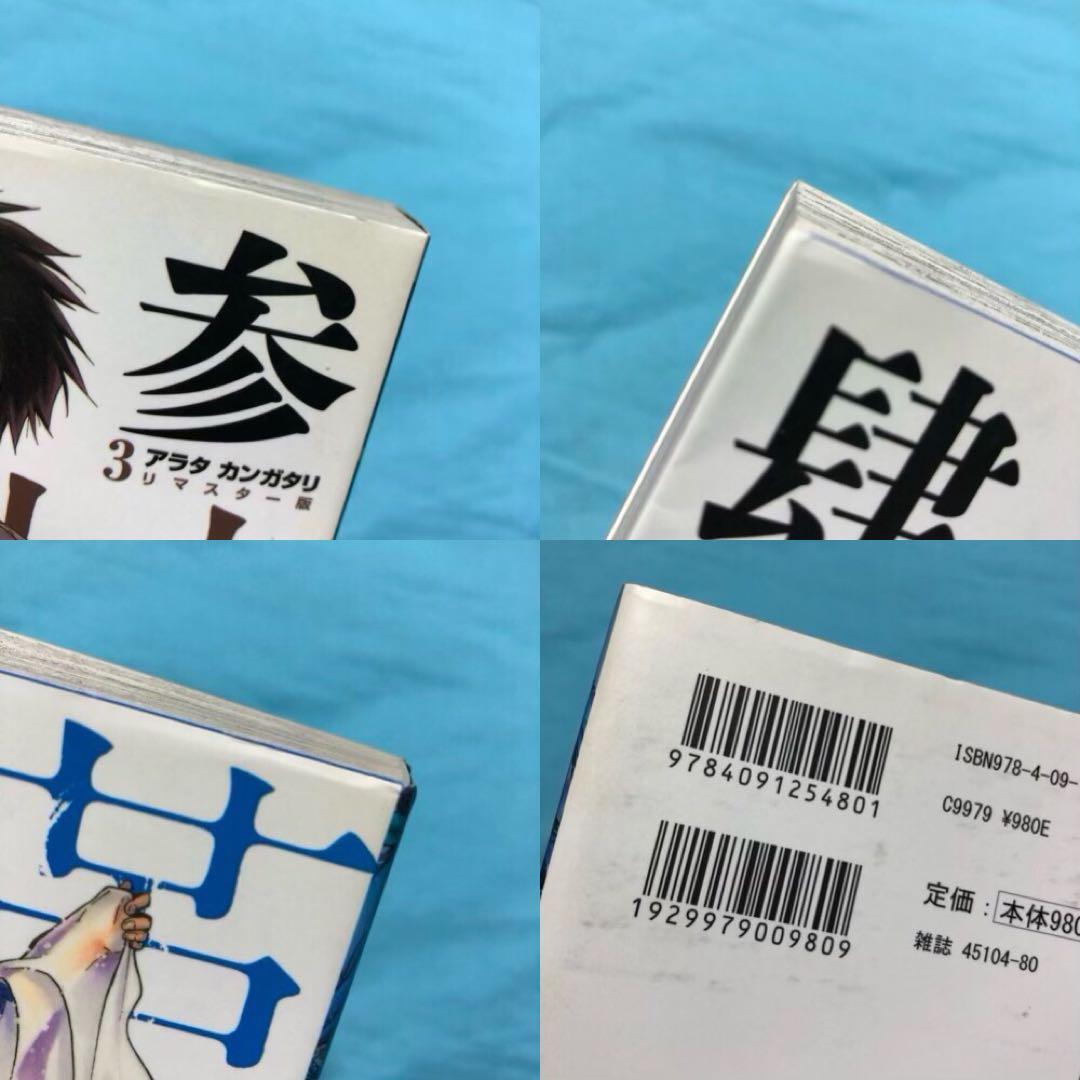 参
3 アラタ カンガタリ
リマスター版
肆
9784091254801
ISBN978-4-09-
C9979 ¥980E
1929979009809
定価：本体980
雑誌 45104-80